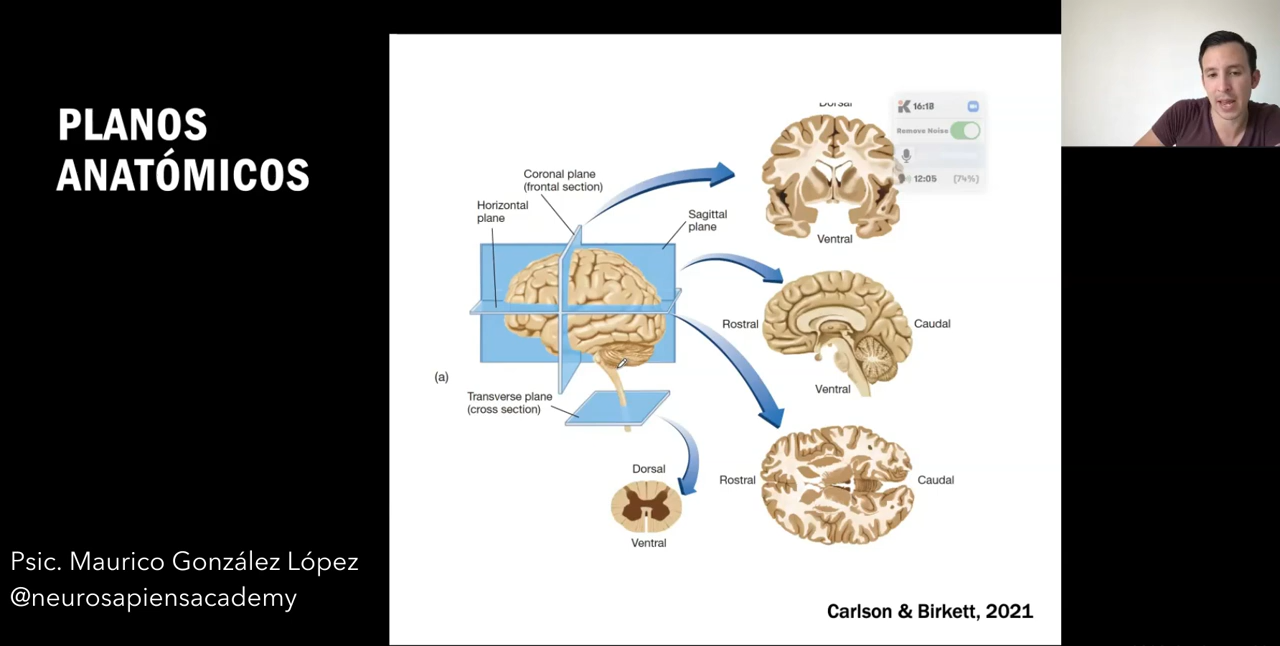 PLANOS
ANATÓMICOS
Psic. Maurico González López
@neurosapiensacademy
Coronal plane
(frontal section)
Horizontal
plane
Sagittal
plane
(a)
Transverse plane
(cross section)
Dorsal
Ventral
Dorsal
Ventral
Rostral
Caudal
Ventral
Rostral
Caudal
16:18
Remove Noise
12:05 [74%]
Carlson & Birkett, 2021